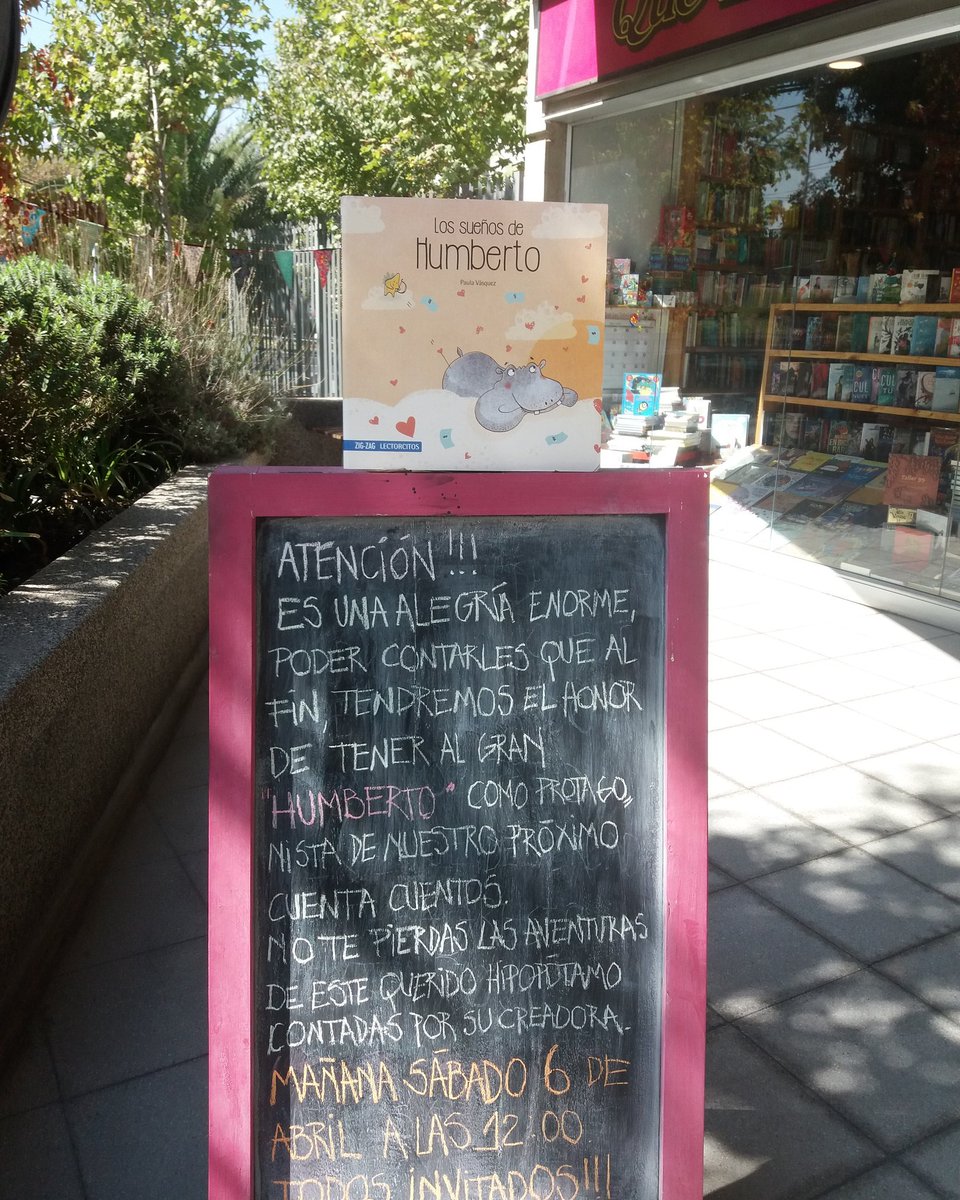 Que
Los sueños de
Humberto
Paula Vásquez
ZIG-ZAG LECTORCITOS
ATENCIÓN!!!
ES UNA ALEGRÍA ENORME,
PODER CONTARLES QUE AL
FIN, TENDREMOS EL HONOR
DE TENER AL GRAN
"HUMBERTO" COMO PROTAGO,,
NISTA DE NUESTRO PRÓXIMO
CUENTA CUENTOS.
NO TE PIERDAS LAS AVENTURAS
DE ESTE QUERIDO HIPOPÓTAMO
CONTADAS POR SU CREADORA.
MAÑANA SÁBADO 6 DE
ABRIL A LAS 12.00
TODOS INVITADOS!!!